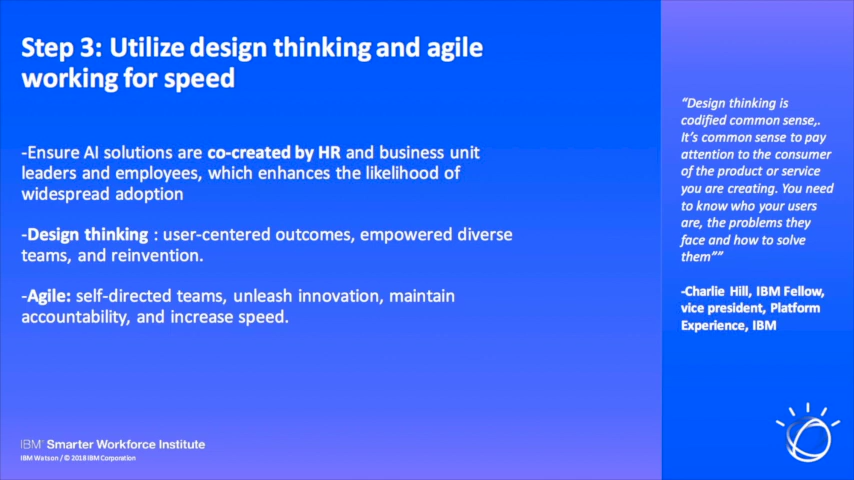 Step 3: Utilize design thinking and agile
working for speed
-Ensure AI solutions are co-created by HR and business unit
leaders and employees, which enhances the likelihood of
widespread adoption
-Design thinking : user-centered outcomes, empowered diverse
teams, and reinvention.
-Agile: self-directed teams, unleash innovation, maintain
accountability, and increase speed.
IBM™ Smarter Workforce Institute
IBM Watson / © 2018 IBM Corporation
“Design thinking is
codified common sense,.
It’s common sense to pay
attention to the consumer
of the product or service
you are creating. You need
to know who your users
are, the problems they
face and how to solve
them””
-Charlie Hill, IBM Fellow,
vice president, Platform
Experience, IBM